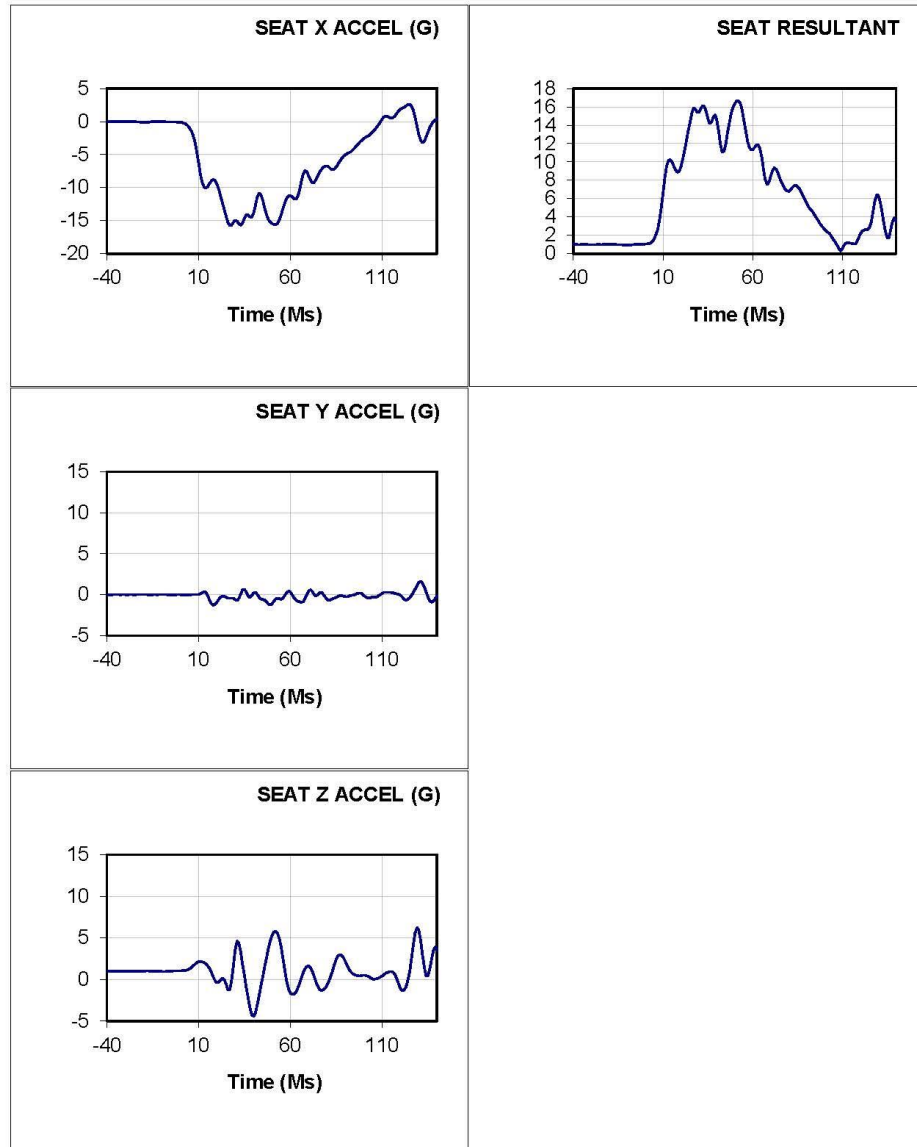 SEAT X ACCEL (G)
5
0
-5
-10
-15
-20
-40 10 60 110
Time (Ms)
SEAT RESULTANT
18
16
14
12
10
8
6
4
2
0
-40 10 60 110
Time (Ms)
SEAT Y ACCEL (G)
15
10
5
0
-5
-40 10 60 110
Time (Ms)
SEAT Z ACCEL (G)
15
10
5
0
-5
-40 10 60 110
Time (Ms)